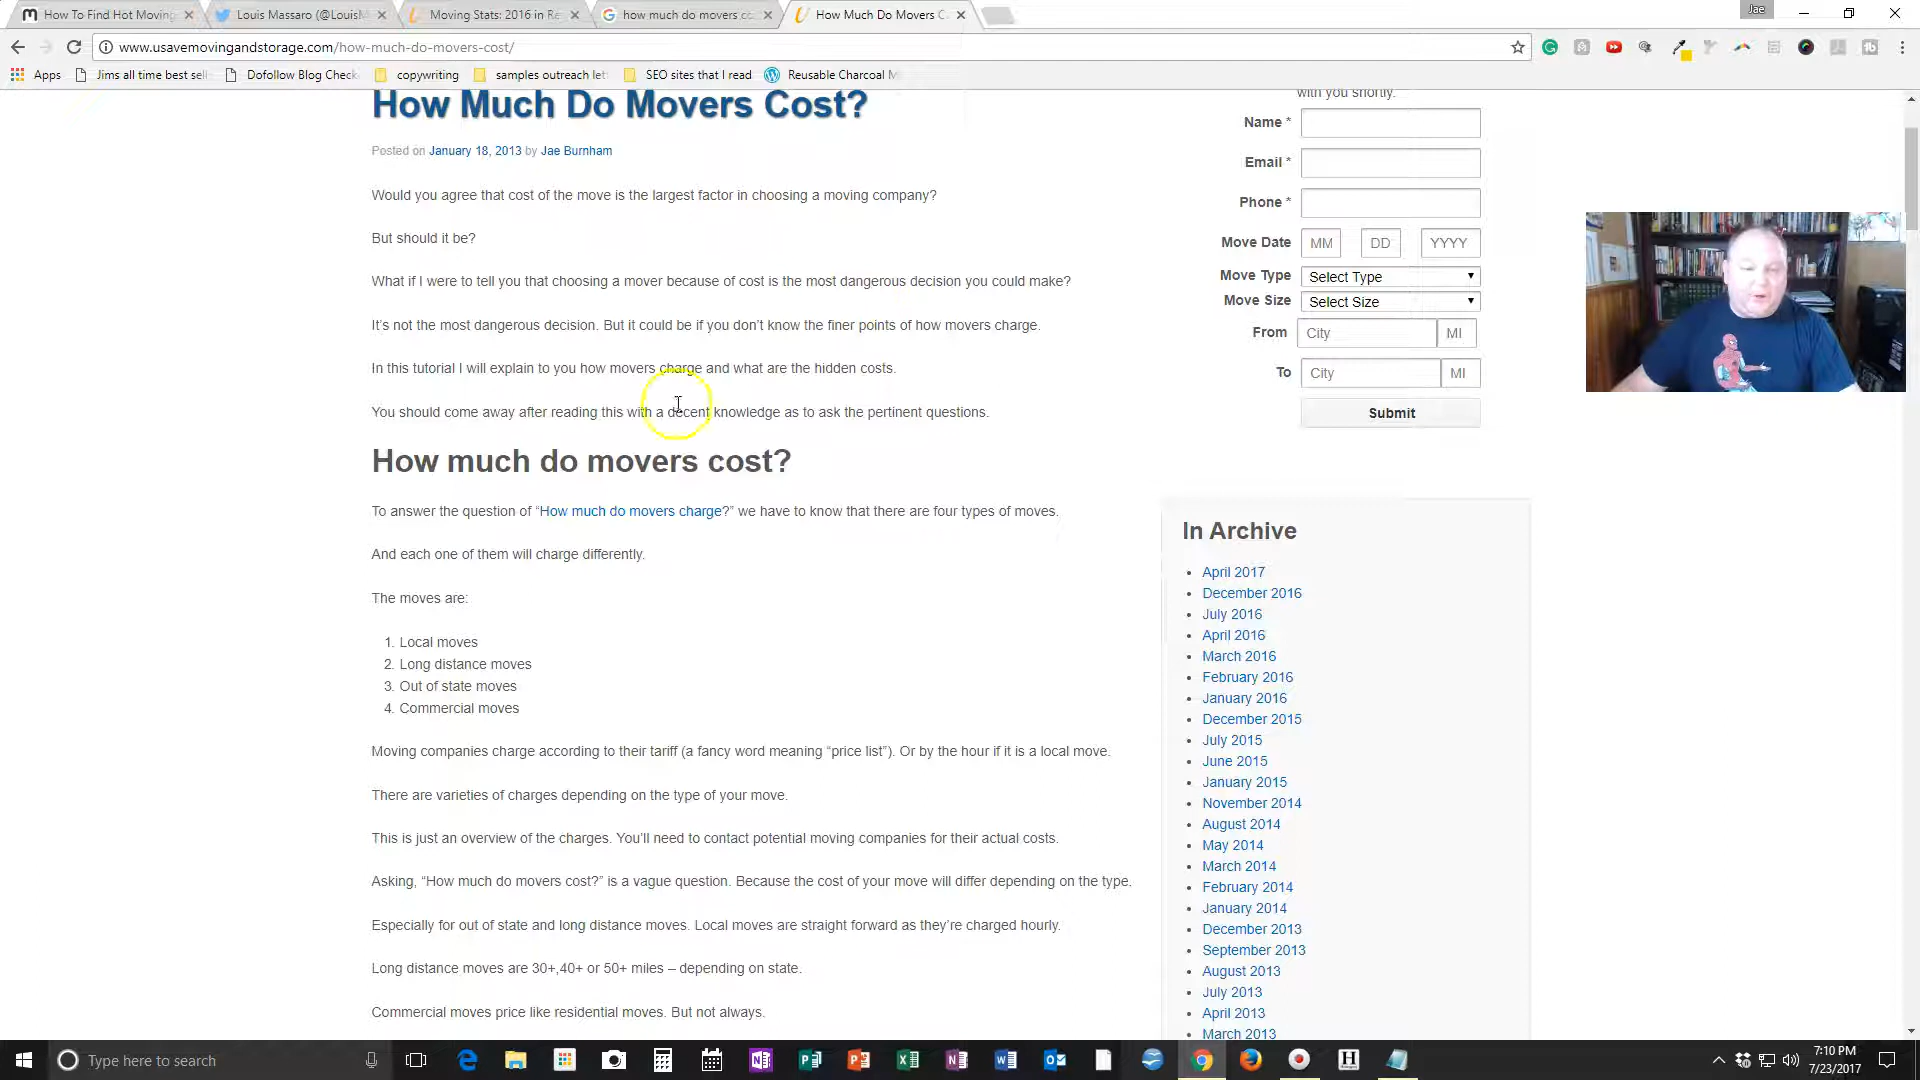 How To Find Hot Moving
Louis Massaro (@LouisM
Moving Stats: 2016 in Re
how much do movers co
How Much Do Movers C
Jae
www.usavemovingandstorage.com/how-much-do-movers-cost/
Apps
Jims all time best sell
Dofollow Blog Check
copywriting
samples outreach let
SEO sites that I read
Reusable Charcoal M
How Much Do Movers Cost?
Posted on January 18, 2013 by Jae Burnham
Would you agree that cost of the move is the largest factor in choosing a moving company?
But should it be?
What if I were to tell you that choosing a mover because of cost is the most dangerous decision you could make?
It’s not the most dangerous decision. But it could be if you don’t know the finer points of how movers charge.
In this tutorial I will explain to you how movers charge and what are the hidden costs.
You should come away after reading this with a decent knowledge as to ask the pertinent questions.
How much do movers cost?
To answer the question of “How much do movers charge?” we have to know that there are four types of moves.
And each one of them will charge differently.
The moves are:
1. Local moves
2. Long distance moves
3. Out of state moves
4. Commercial moves
Moving companies charge according to their tariff (a fancy word meaning “price list”). Or by the hour if it is a local move.
There are varieties of charges depending on the type of your move.
This is just an overview of the charges. You’ll need to contact potential moving companies for their actual costs.
Asking, “How much do movers cost?” is a vague question. Because the cost of your move will differ depending on the type.
Especially for out of state and long distance moves. Local moves are straight forward as they’re charged hourly.
Long distance moves are 30+,40+ or 50+ miles – depending on state.
Commercial moves price like residential moves. But not always.
with you shortly.
Name *
Email *
Phone *
Move Date MM DD YYYY
Move Type Select Type
Move Size Select Size
From City MI
To City MI
Submit
In Archive
April 2017
December 2016
July 2016
April 2016
March 2016
February 2016
January 2016
December 2015
July 2015
June 2015
January 2015
November 2014
August 2014
May 2014
March 2014
February 2014
January 2014
December 2013
September 2013
August 2013
July 2013
April 2013
March 2013
Type here to search
7:10 PM
7/23/2017